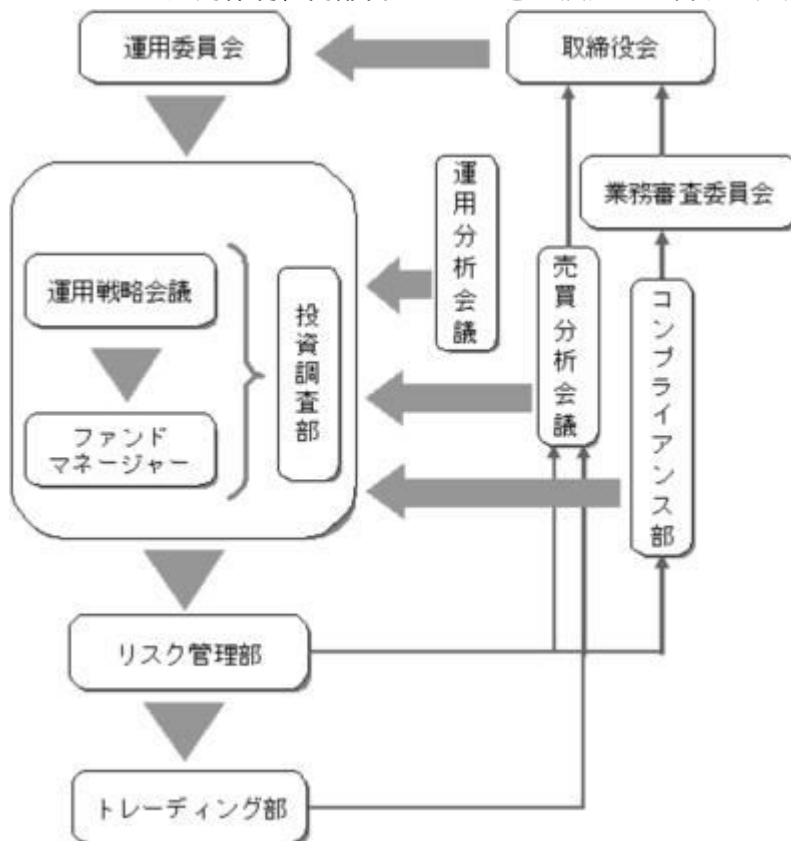 運用委員会
取締役会
業務審査委員会
運用分析会議
売買分析会議
コンプライアンス部
運用戦略会議
投資調査部
ファンド
マネージャー
リスク管理部
トレーディング部